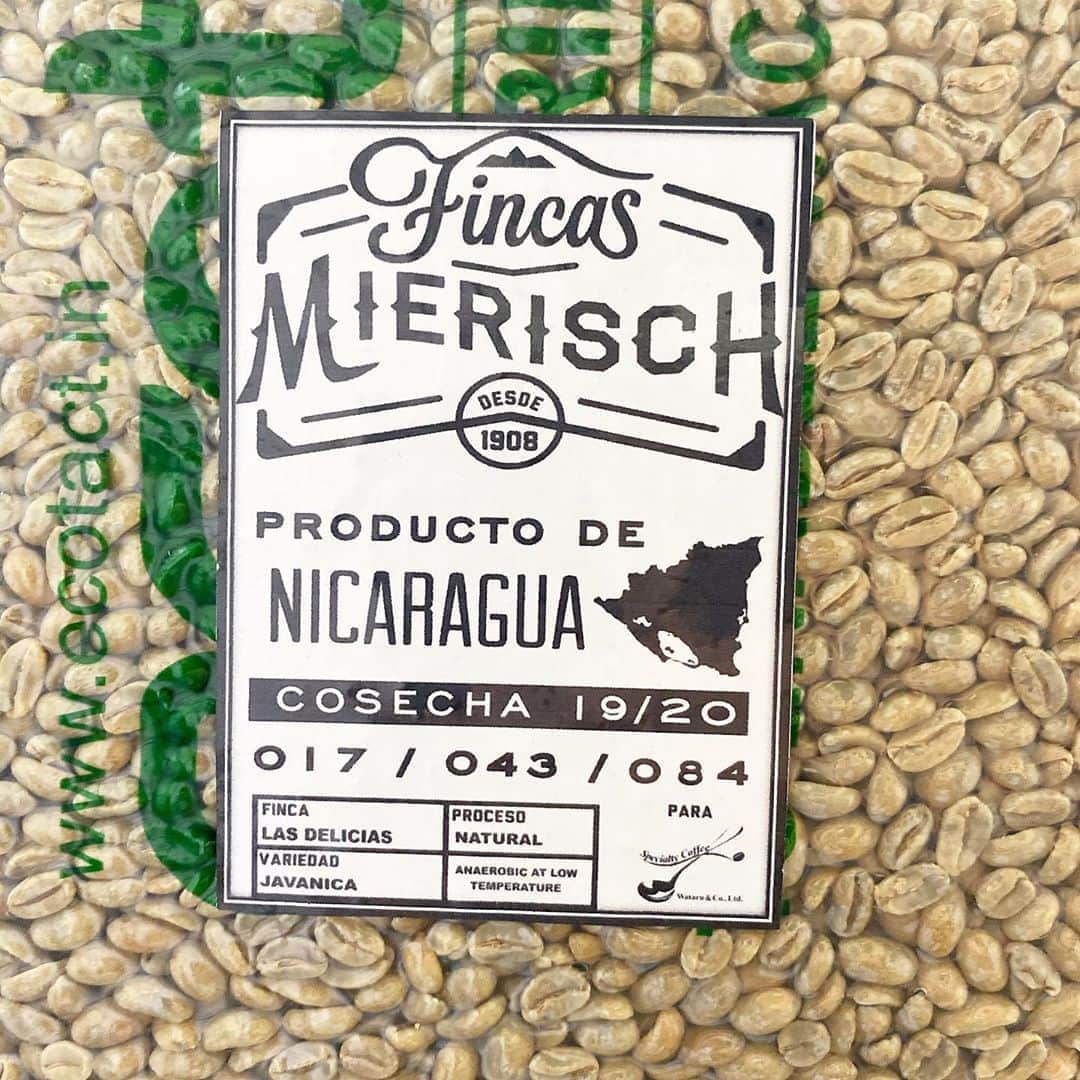 Fincas
MIERISCH
DESDE
1908
PRODUCTO DE
NICARAGUA
COSECHA 19/20
017 / 043 / 084
FINCA
LAS DELICIAS
VARIEDAD
JAVANICA
PROCESO
NATURAL
ANAEROBIC AT LOW
TEMPERATURE
PARA
Specialty Coffee
Wataru & Co., Ltd.
www.ecotact.in